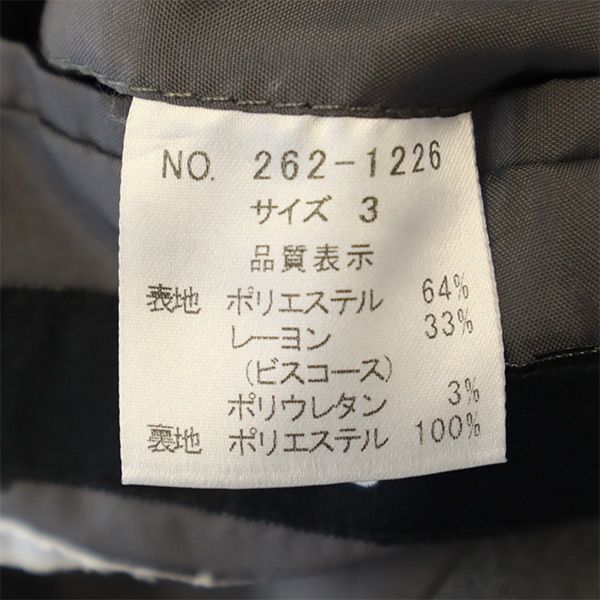 NO. 262-1226
サイズ 3
品質表示
表地 ポリエステル 64%
レーヨン 33%
(ビスコース)
ポリウレタン 3%
裏地 ポリエステル 100%